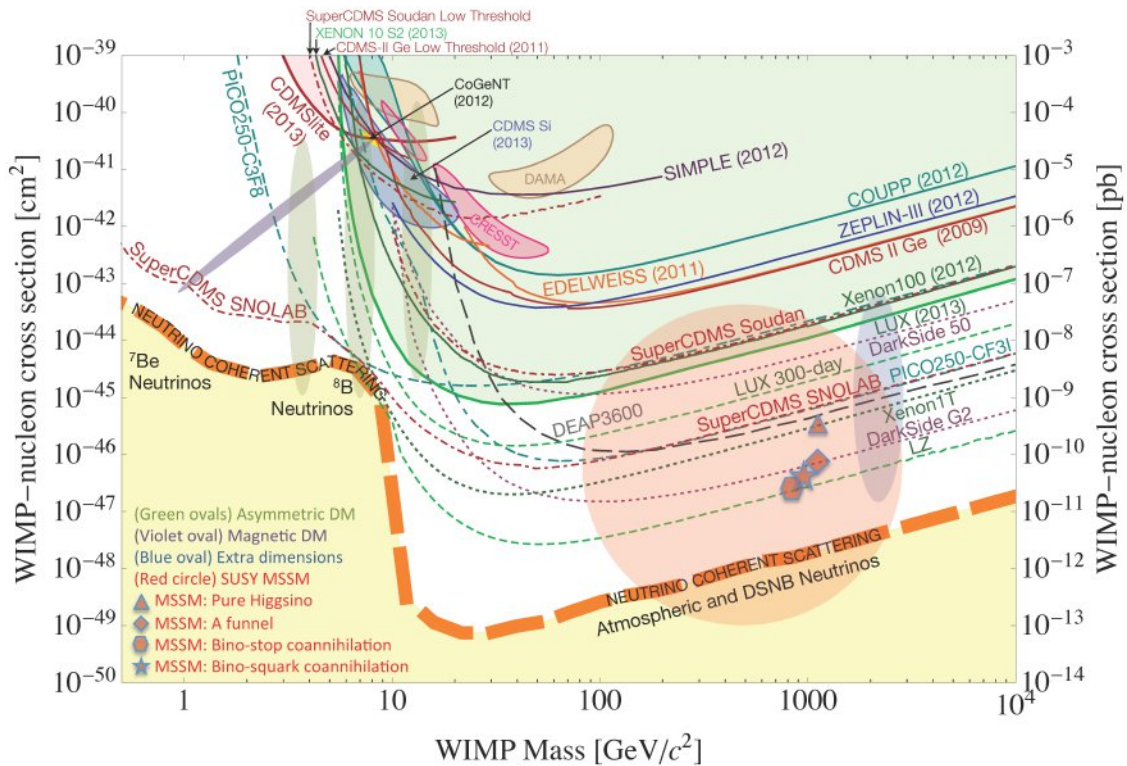 SuperCDMS Soudan Low Threshold
XENON 10 S2 (2013)
CDMS-II Ge Low Threshold (2011)
10⁻³⁹
10⁻⁴⁰
10⁻⁴¹
10⁻⁴²
10⁻⁴³
10⁻⁴⁴
10⁻⁴⁵
10⁻⁴⁶
10⁻⁴⁷
10⁻⁴⁸
10⁻⁴⁹
10⁻⁵⁰
WIMP−nucleon cross section [cm²]
10⁻³
10⁻⁴
10⁻⁵
10⁻⁶
10⁻⁷
10⁻⁸
10⁻⁹
10⁻¹⁰
10⁻¹¹
10⁻¹²
10⁻¹³
10⁻¹⁴
WIMP−nucleon cross section [pb]
PICO250-C3F8
CDMSlite
(2013)
CoGeNT
(2012)
CDMS Si
(2013)
DAMA
SIMPLE (2012)
CRESST
COUPP (2012)
ZEPLIN-III (2012)
EDELWEISS (2011)
CDMS II Ge (2009)
Xenon100 (2012)
SuperCDMS SNOLAB
SuperCDMS Soudan
LUX (2013)
DarkSide 50
LUX 300-day
PICO250-CF3I
SuperCDMS SNOLAB
DEAP3600
Xenon1T
DarkSide G2
LZ
NEUTRINO COHERENT SCATTERING
⁷Be
Neutrinos
NEUTRINO COHERENT SCATTERING
⁸B
Neutrinos
NEUTRINO COHERENT SCATTERING
Atmospheric and DSNB Neutrinos
(Green ovals) Asymmetric DM
(Violet oval) Magnetic DM
(Blue oval) Extra dimensions
(Red circle) SUSY MSSM
MSSM: Pure Higgsino
MSSM: A funnel
MSSM: Bino-stop coannihilation
MSSM: Bino-squark coannihilation
1
10
100
1000
10⁴
WIMP Mass [GeV/c²]